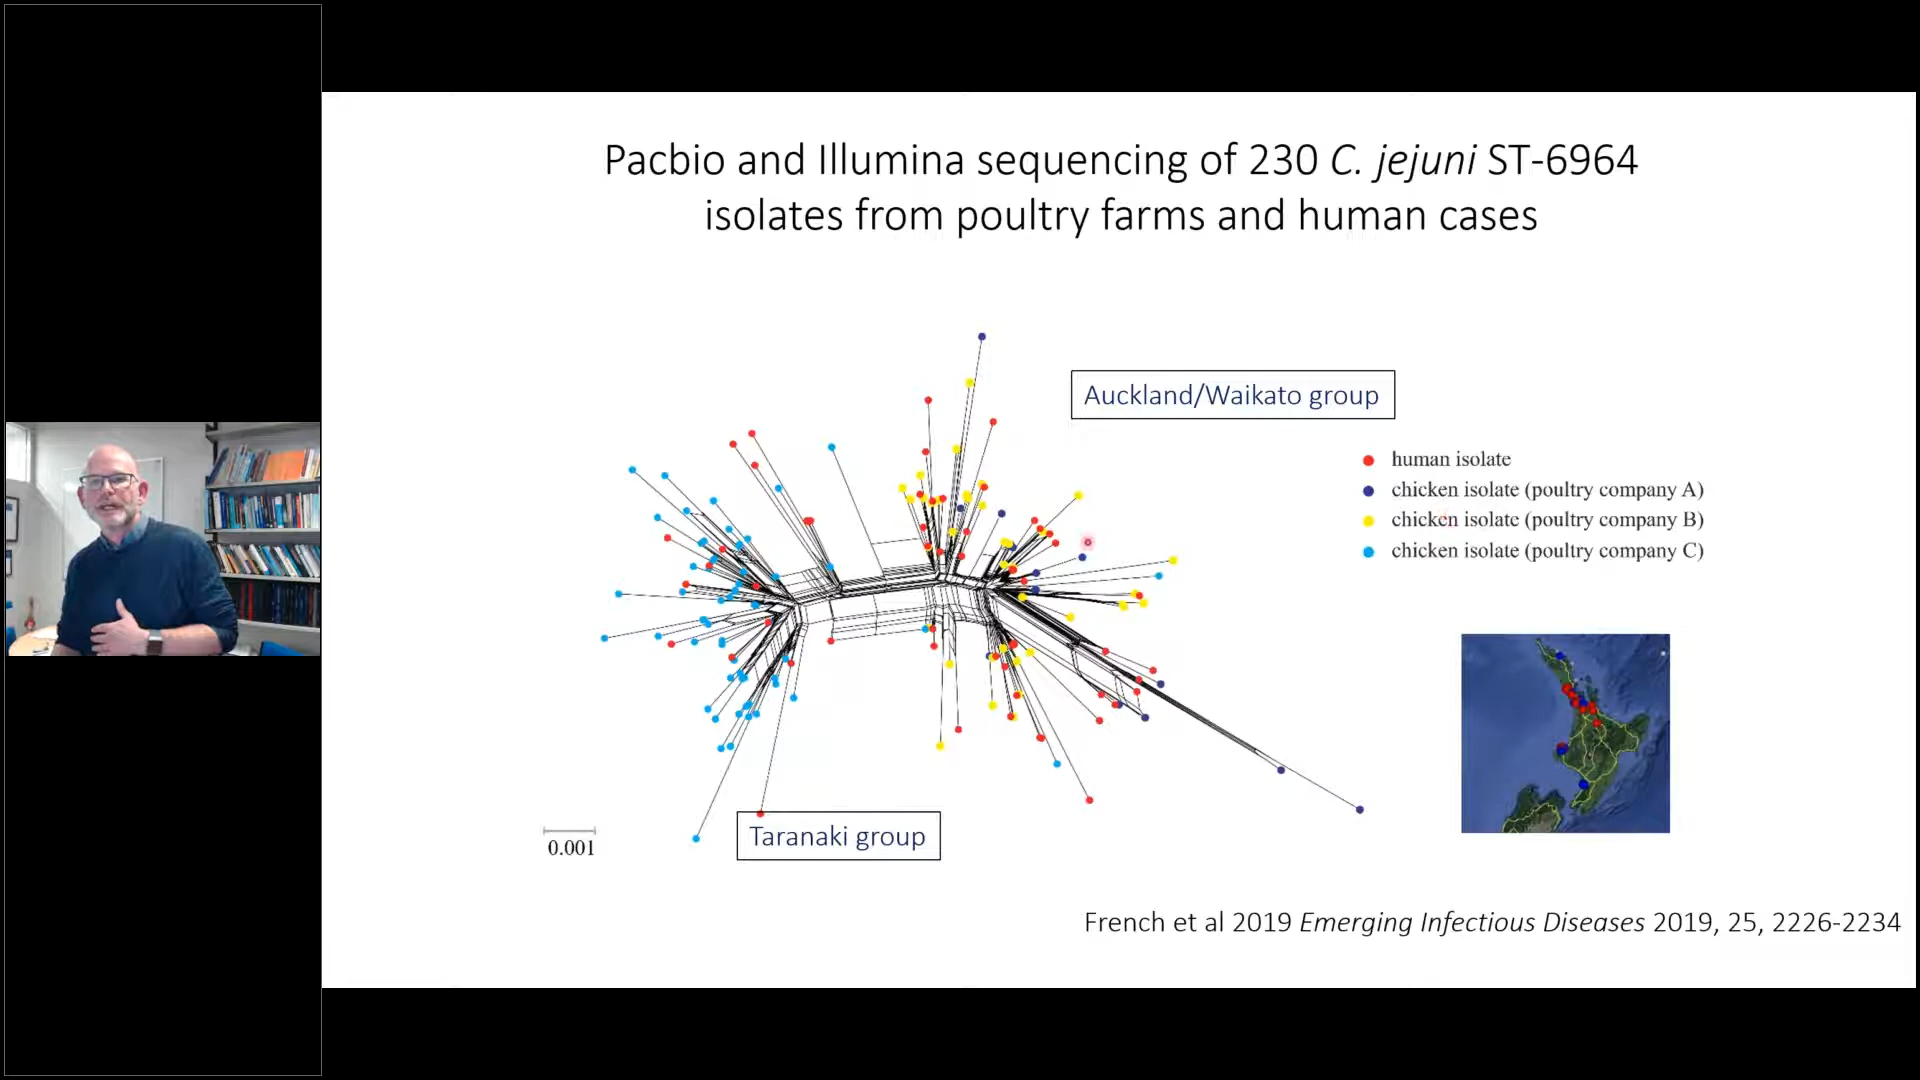 Pacbio and Illumina sequencing of 230 C. jejuni ST-6964
isolates from poultry farms and human cases
Auckland/Waikato group
human isolate
chicken isolate (poultry company A)
chicken isolate (poultry company B)
chicken isolate (poultry company C)
Taranaki group
0.001
French et al 2019 Emerging Infectious Diseases 2019, 25, 2226-2234